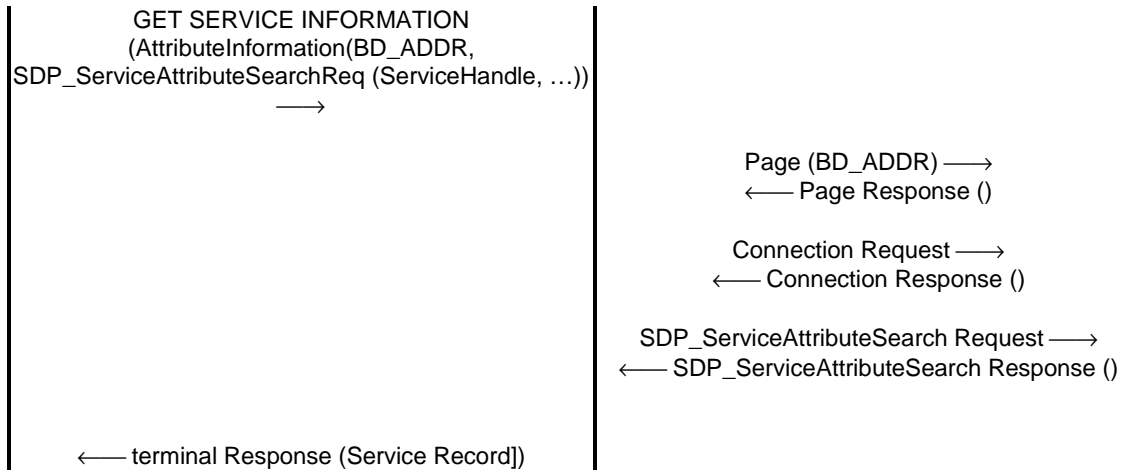 GET SERVICE INFORMATION
(AttributeInformation(BD_ADDR,
SDP_ServiceAttributeSearchReq (ServiceHandle, …))
⟶
Page (BD_ADDR) ⟶
⟵ Page Response ()
Connection Request ⟶
⟵ Connection Response ()
SDP_ServiceAttributeSearch Request ⟶
⟵ SDP_ServiceAttributeSearch Response ()
⟵ terminal Response (Service Record])